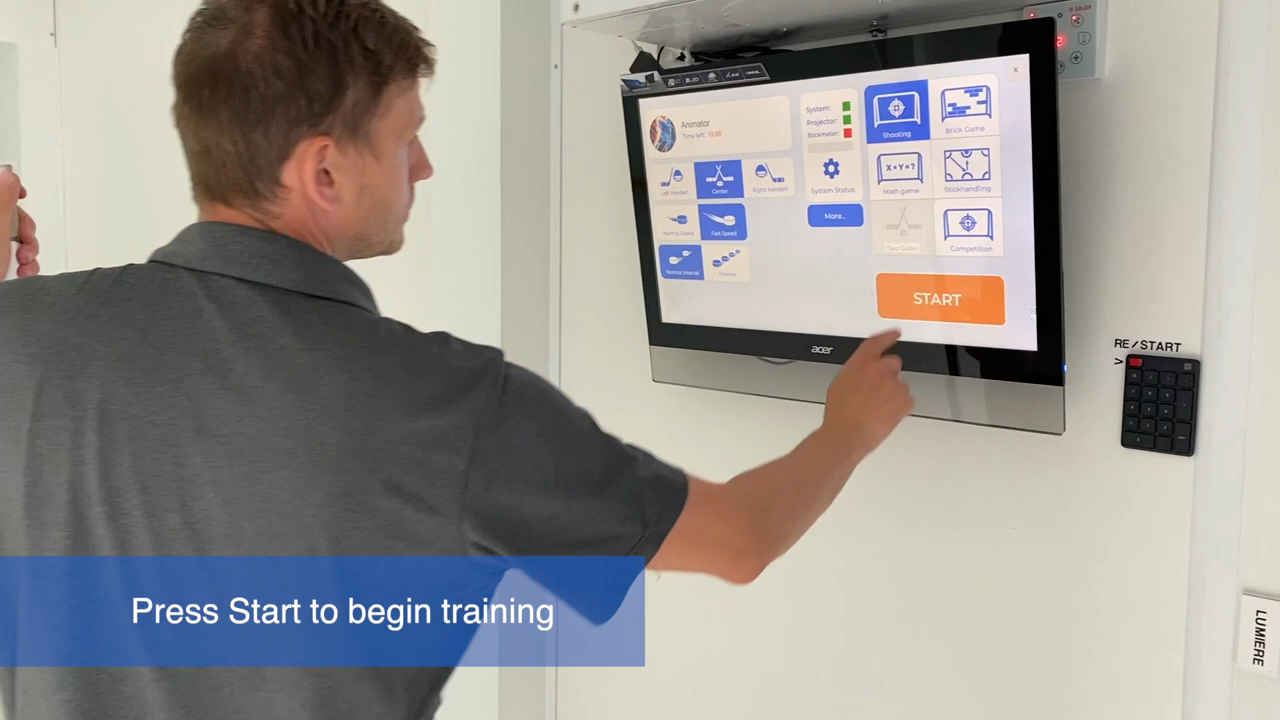 Animator
Time left: 15:00
System:
Projector:
Stickmeter:
System Status
More..
Left Handed
Center
Right Handed
Normal Speed
Fast Speed
Normal Interval
Intense
x
Shooting
Brick Game
X=Y=?
Math game
Stickhandling
Two Gates
Competition
START
acer
RE/START
>
LUMIERE
Press Start to begin training